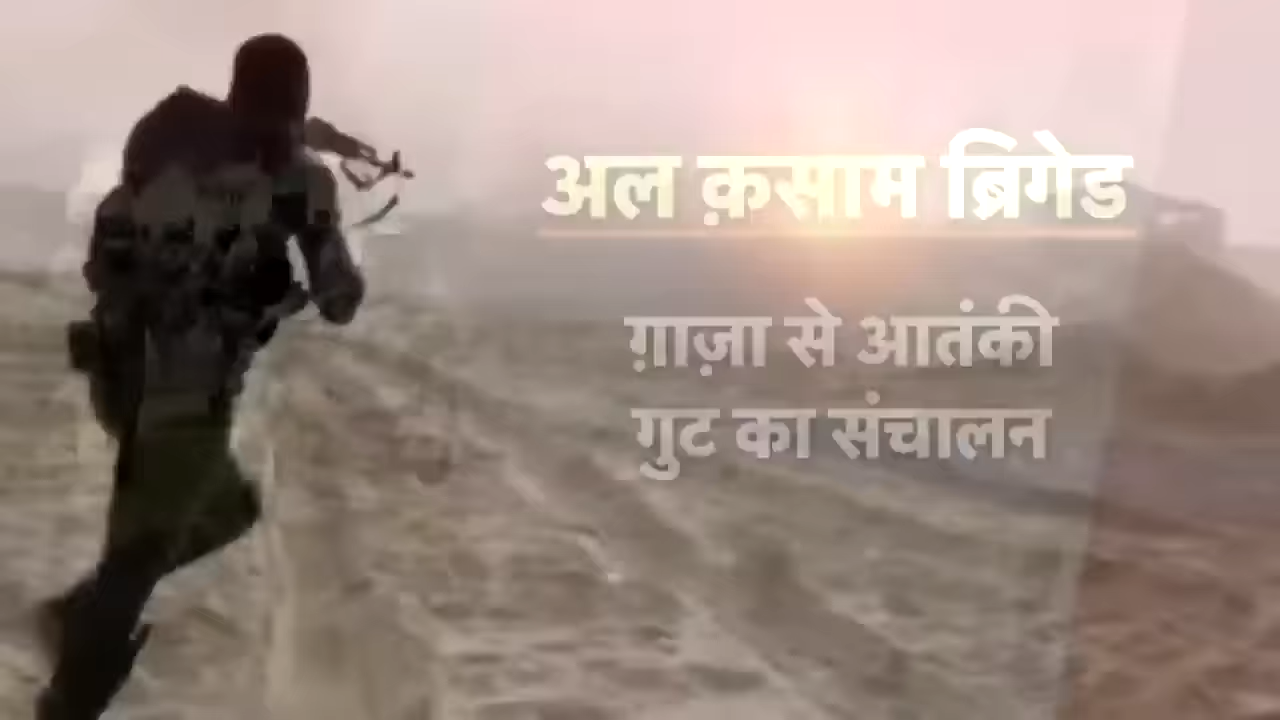 अल क़साम ब्रिगेड
ग़ाज़ा से आतंकी
गुट का संचालन